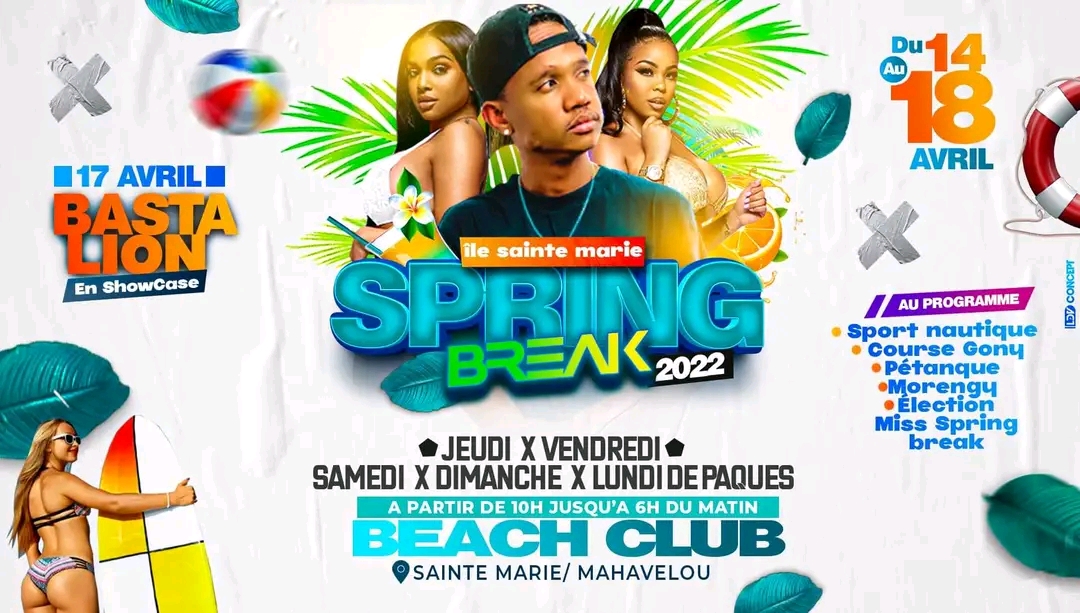 Du 14
Au 18
AVRIL
17 AVRIL
BASTA
LION
En ShowCase
île sainte marie
SPRING
BREAK 2022
AU PROGRAMME
Sport nautique
Course Gony
Pétanque
Morengy
Élection
Miss Spring
break
JEUDI X VENDREDI
SAMEDI X DIMANCHE X LUNDI DE PAQUES
A PARTIR DE 10H JUSQU'A 6H DU MATIN
BEACH CLUB
SAINTE MARIE/ MAHAVELOU